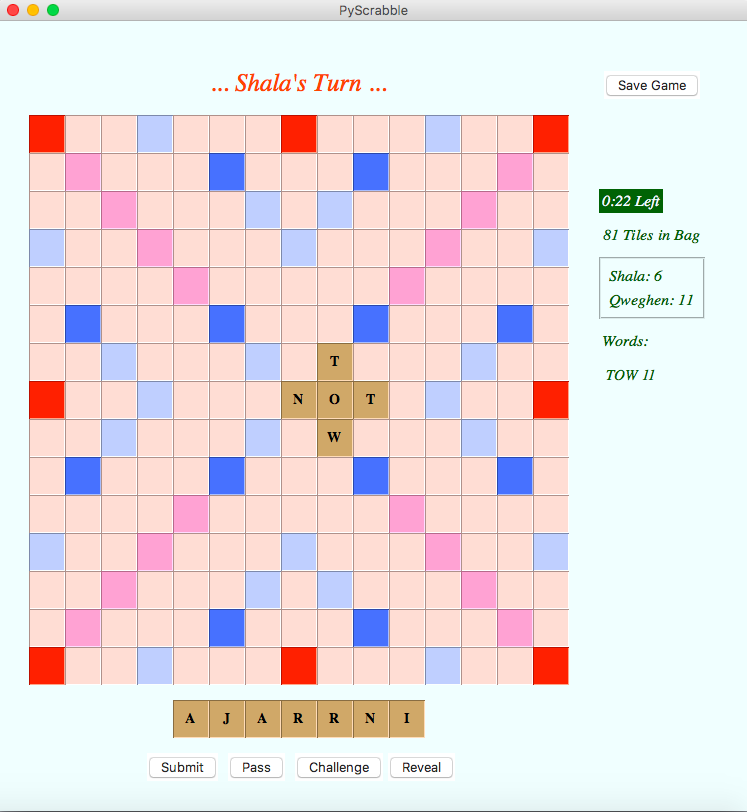 PyScrabble
... Shala's Turn ...
Save Game
0:22 Left
81 Tiles in Bag
Shala: 6
Qweghen: 11
Words:
TOW 11
T
N O T
W
A J A R R N I
Submit Pass Challenge Reveal